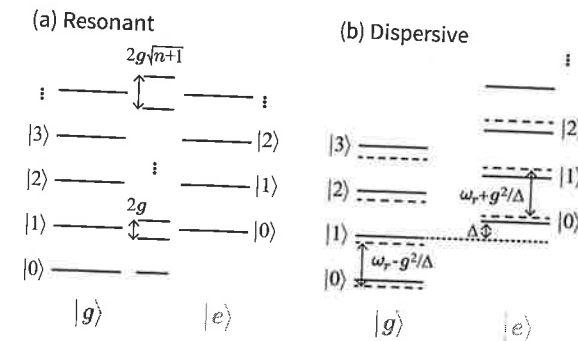 (a) Resonant
2g√n+1
⋮
⋮
|3⟩
|2⟩
|2⟩
⋮
|1⟩
2g
|1⟩
|0⟩
|0⟩
|g⟩
|e⟩
(b) Dispersive
⋮
|2⟩
|3⟩
|1⟩
|2⟩
ωᵣ+g²/Δ
|0⟩
|1⟩
Δ
ωᵣ-g²/Δ
|0⟩
|g⟩
|e⟩